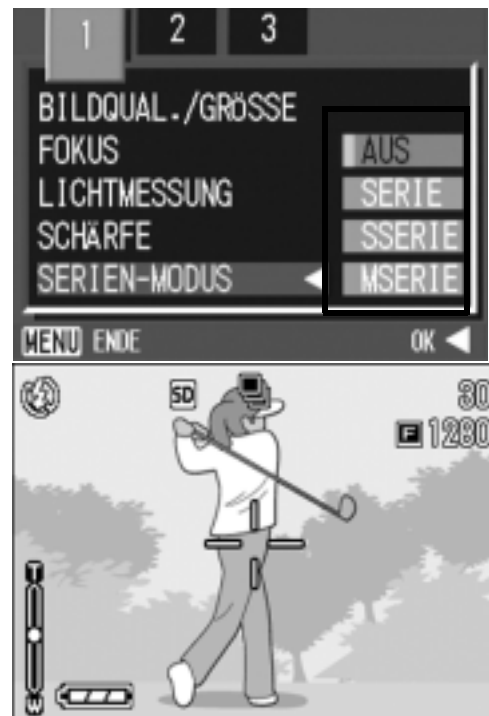 1 2 3
BILDQUAL./GRÖSSE
FOKUS AUS
LICHTMESSUNG SERIE
SCHÄRFE SSERIE
SERIEN-MODUS MSERIE
MENU ENDE OK
SD 30
F 1280
T
W